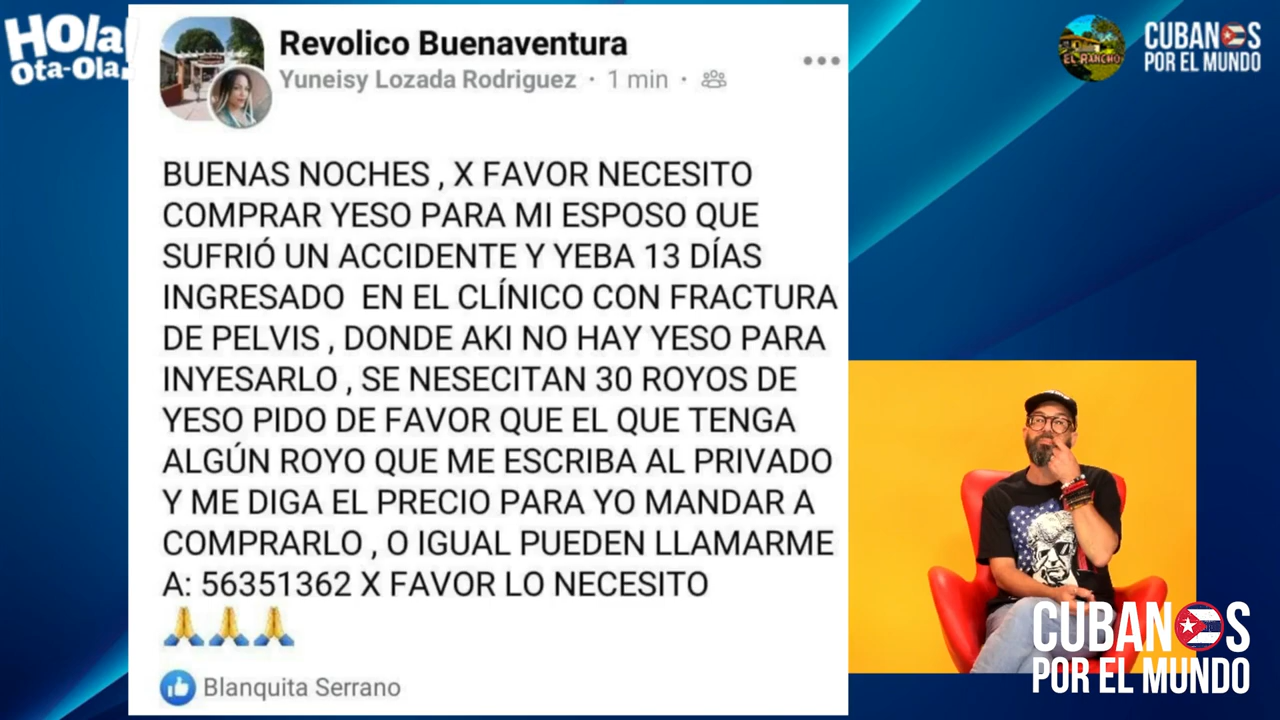 HOla!
Ota-Ola!
Revolico Buenaventura
Yuneisy Lozada Rodriguez · 1 min ·
BUENAS NOCHES , X FAVOR NECESITO
COMPRAR YESO PARA MI ESPOSO QUE
SUFRIÓ UN ACCIDENTE Y YEBA 13 DÍAS
INGRESADO EN EL CLÍNICO CON FRACTURA
DE PELVIS , DONDE AKI NO HAY YESO PARA
INYESARLO , SE NESECITAN 30 ROYOS DE
YESO PIDO DE FAVOR QUE EL QUE TENGA
ALGÚN ROYO QUE ME ESCRIBA AL PRIVADO
Y ME DIGA EL PRECIO PARA YO MANDAR A
COMPRARLO , O IGUAL PUEDEN LLAMARME
A: 56351362 X FAVOR LO NECESITO
🙏🙏🙏
Blanquita Serrano
EL RANCHO
CUBANOS
POR EL MUNDO
CUBANOS
POR EL MUNDO